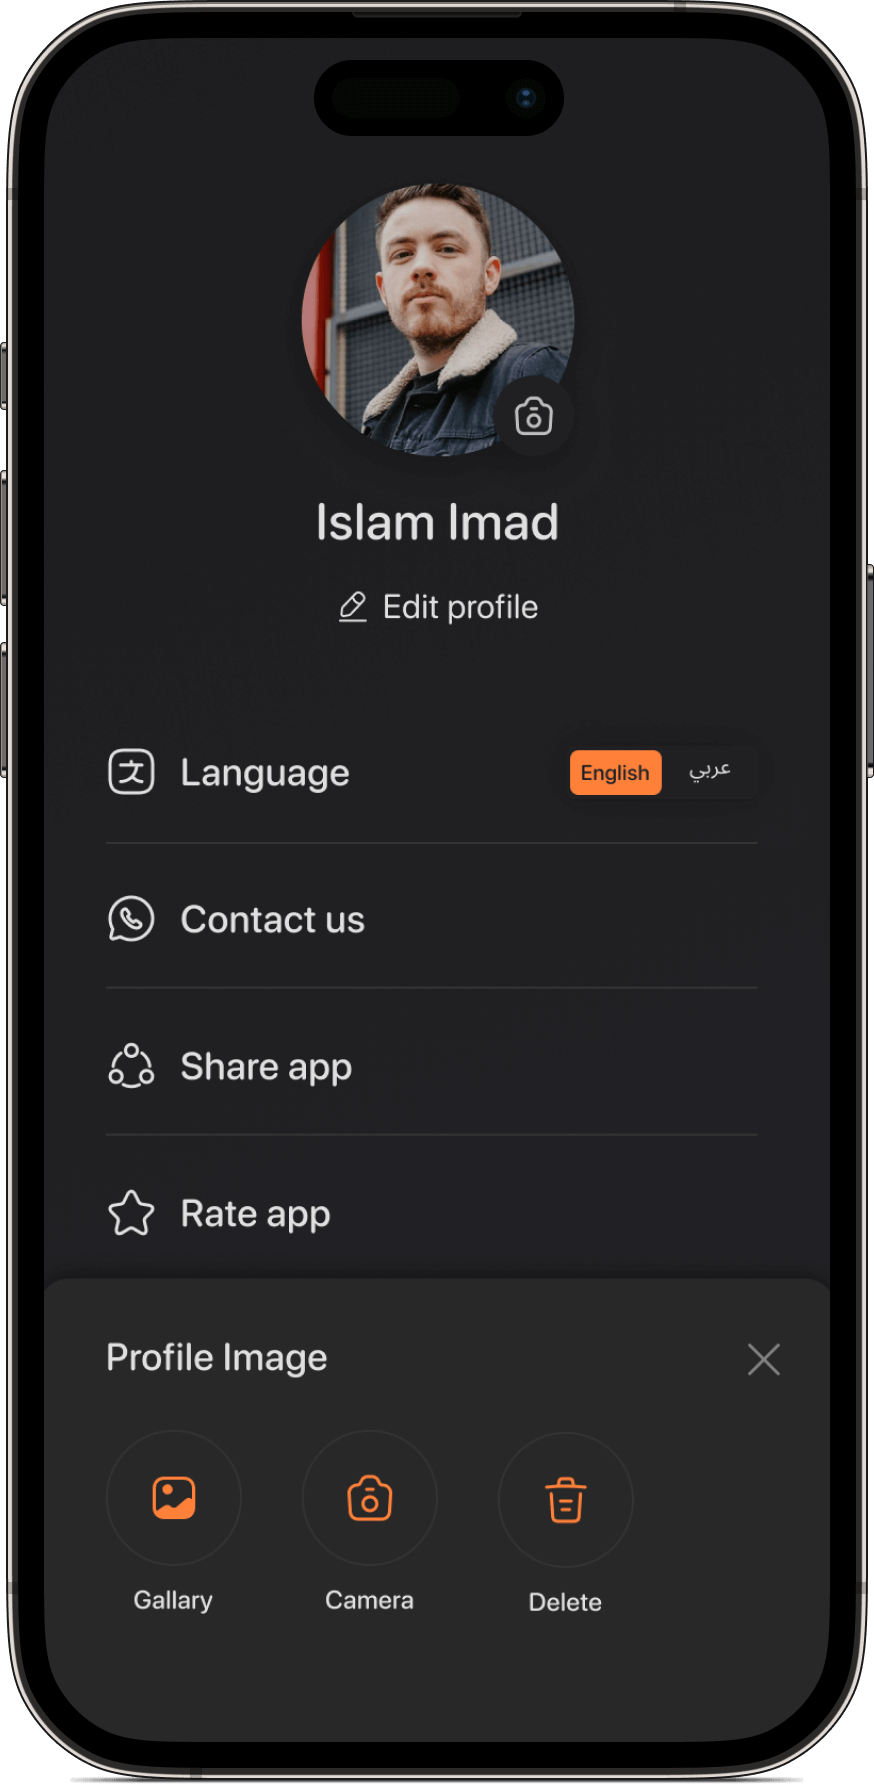 Islam Imad
Edit profile
Language
English
عربي
Contact us
Share app
Rate app
Profile Image
Gallary
Camera
Delete